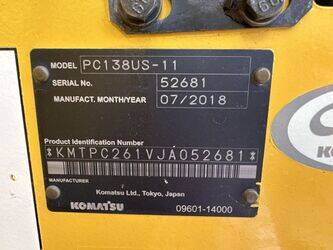 MODEL PC138US-11
SERIAL No. 52681
MANUFACT. MONTH/YEAR 07/2018
Product Identification Number
*KMTPC261VJA052681*
MANUFACTURER
Komatsu Ltd., Tokyo, Japan
KOMATSU 09601-14000